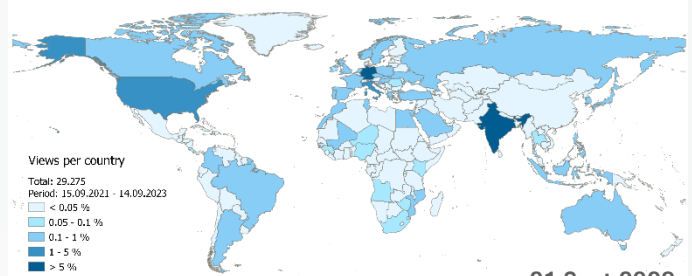 Views per country
Total: 29.275
Period: 15.09.2021 - 14.09.2023
< 0.05 %
0.05 - 0.1 %
0.1 - 1 %
1 - 5 %
> 5 %